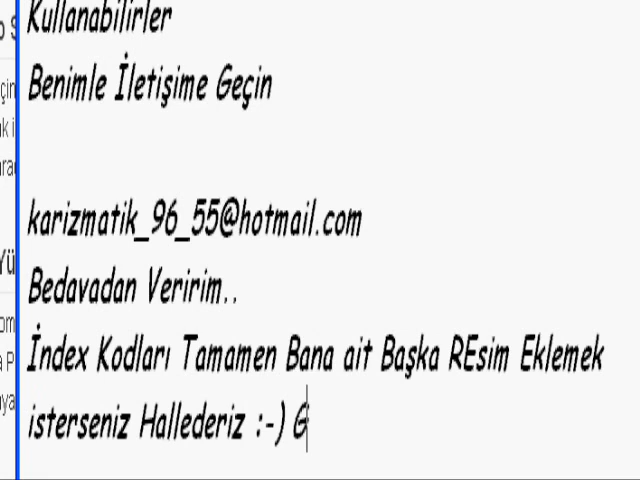 Kullanabilirler
Benimle İletişime Geçin
karizmatik_96_55@hotmail.com
Bedavadan Veririm..
İndex Kodları Tamamen Bana ait Başka REsim Eklemek
isterseniz Hallederiz :-) G